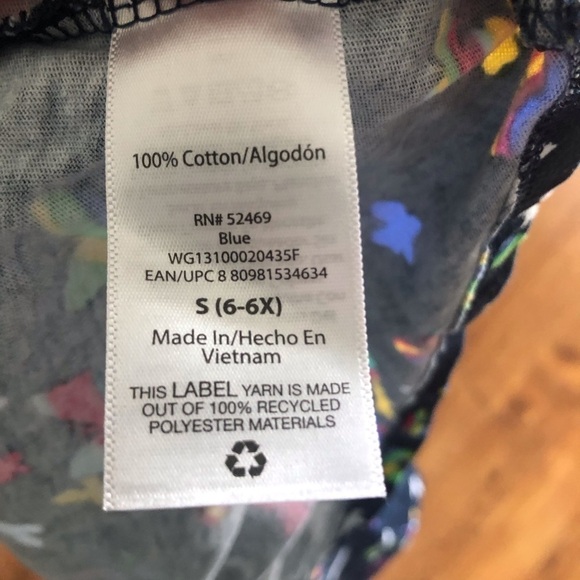 100% Cotton/Algodón
RN# 52469
Blue
WG13100020435F
EAN/UPC 8 80981534634
S (6-6X)
Made In/Hecho En
Vietnam
THIS LABEL YARN IS MADE
OUT OF 100% RECYCLED
POLYESTER MATERIALS